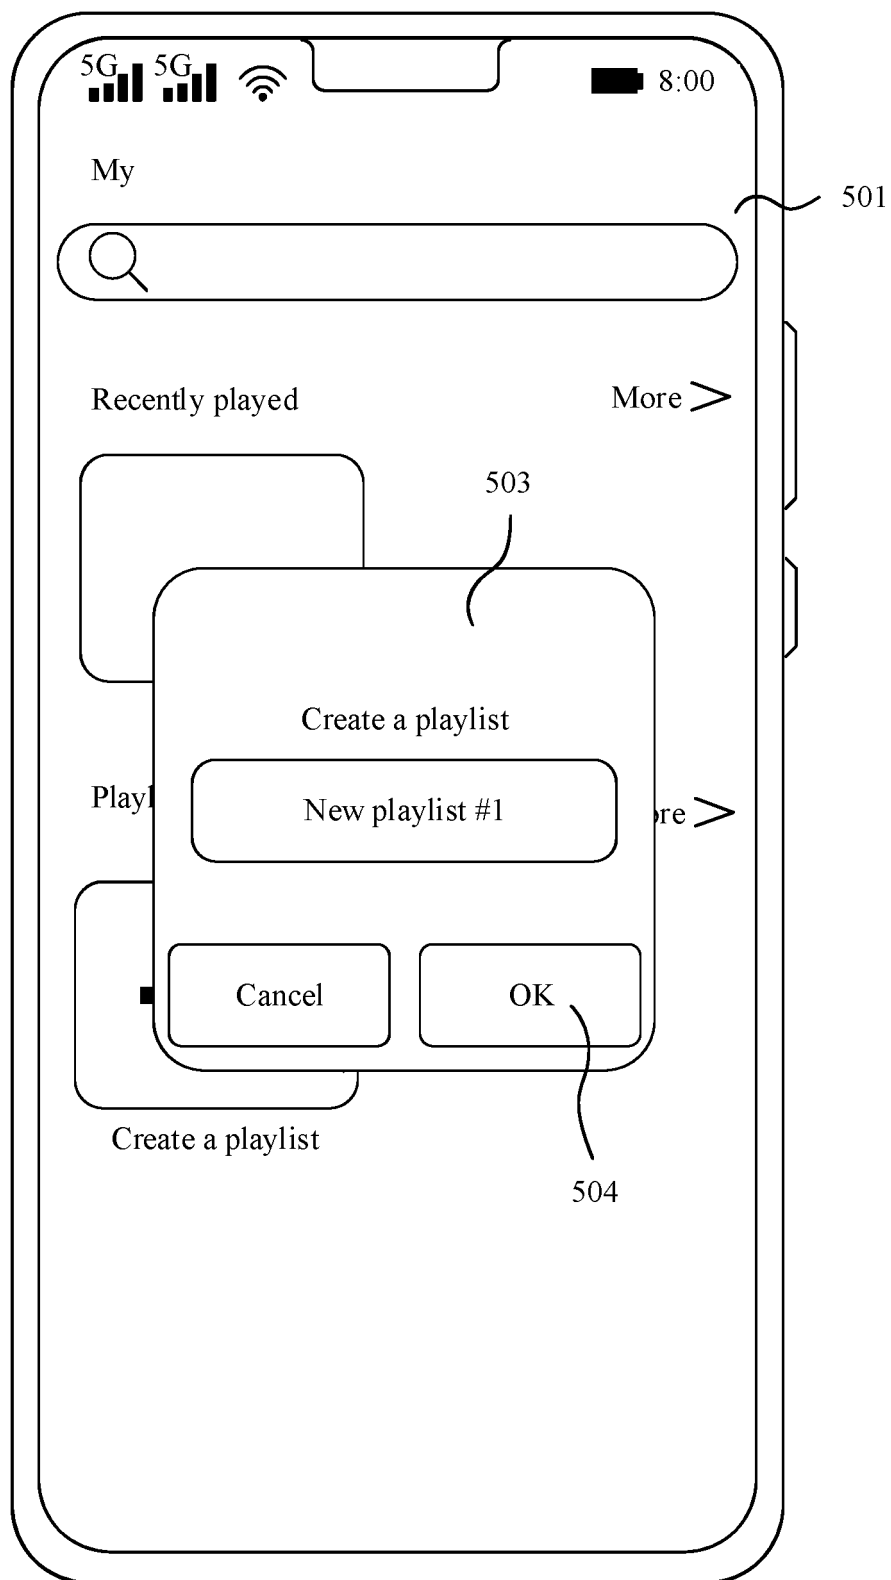 5G 5G 8:00
My
501
Recently played More
503
Create a playlist
New playlist #1
Cancel OK
Create a playlist
504